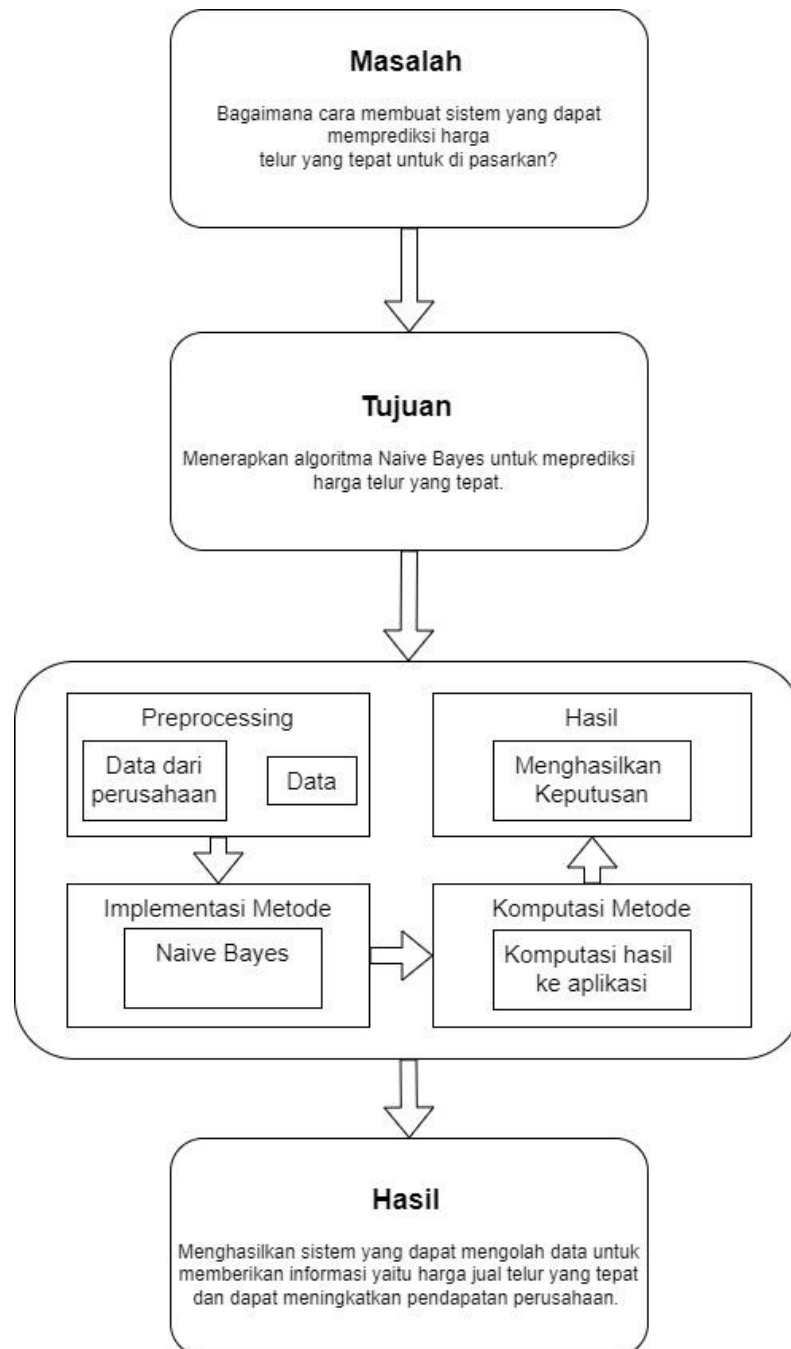 Masalah
Bagaimana cara membuat sistem yang dapat
memprediksi harga
telur yang tepat untuk di pasarkan?
Tujuan
Menerapkan algoritma Naive Bayes untuk meprediksi
harga telur yang tepat.
Preprocessing
Data dari
perusahaan
Data
Hasil
Menghasilkan
Keputusan
Implementasi Metode
Naive Bayes
Komputasi Metode
Komputasi hasil
ke aplikasi
Hasil
Menghasilkan sistem yang dapat mengolah data untuk
memberikan informasi yaitu harga jual telur yang tepat
dan dapat meningkatkan pendapatan perusahaan.